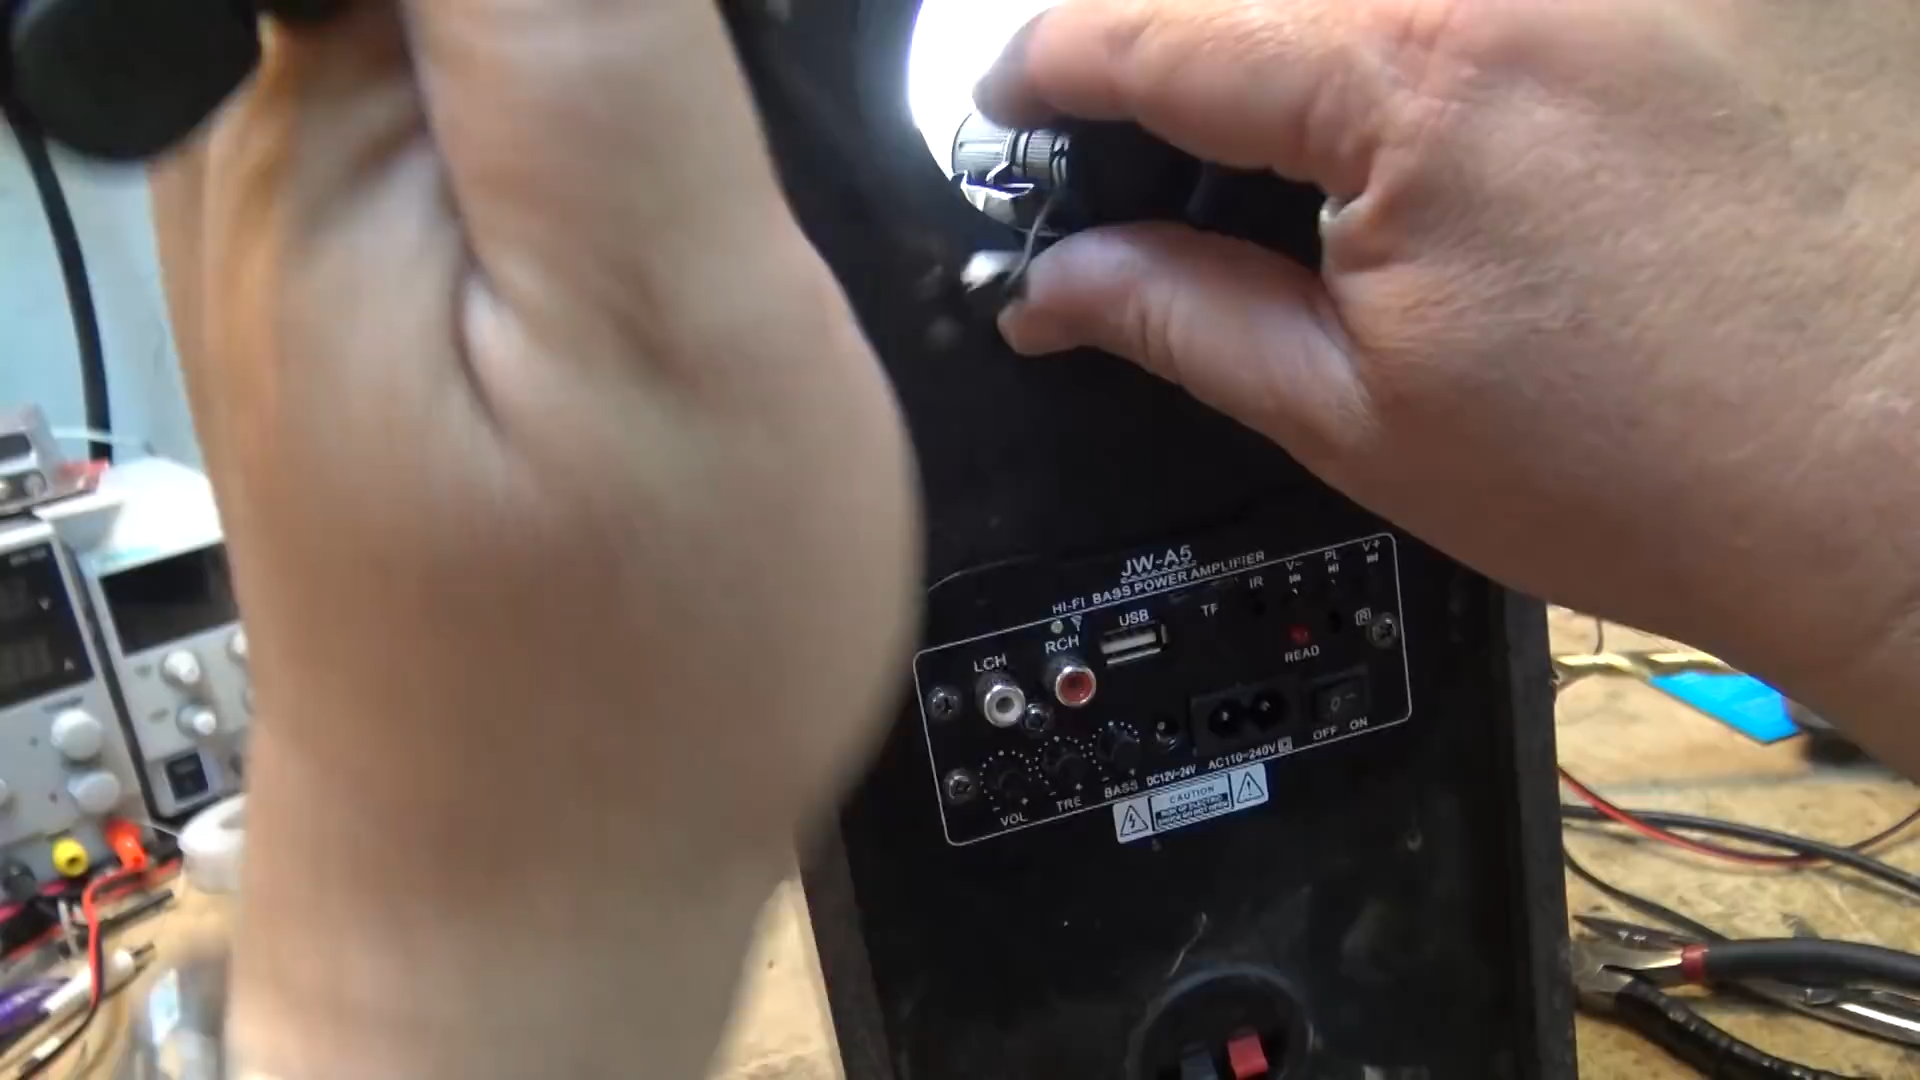 JW-A5
HI-FI BASS POWER AMPLIFIER
LCH
RCH
USB
TF
IR
V-
V+
READ
VOL
TRE
BASS
DC12V-24V
AC110-240V
OFF
ON
CAUTION